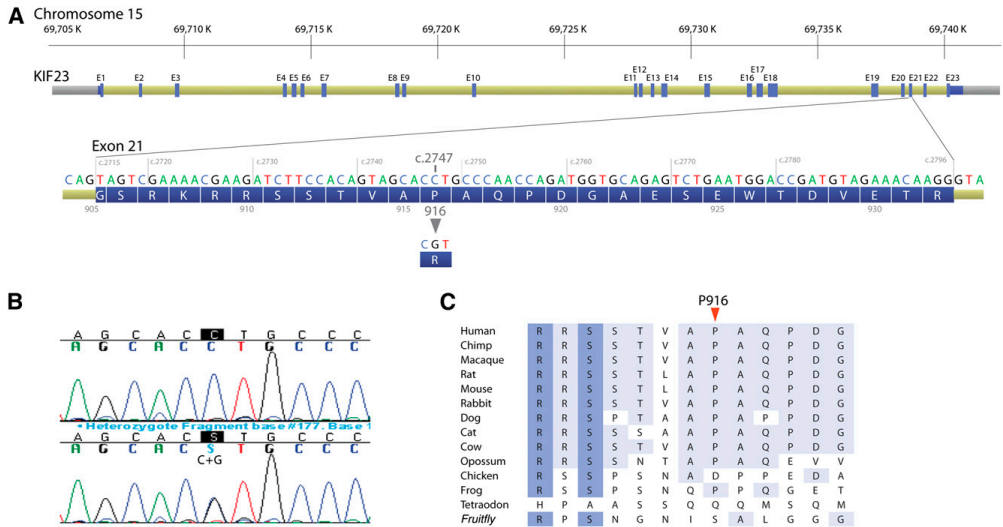 A
Chromosome 15
69,705 K 69,710 K 69,715 K 69,720 K 69,725 K 69,730 K 69,735 K 69,740 K
KIF23
E1 E2 E3 E4 E5 E6 E7 E8 E9 E10 E11 E12 E13 E14 E15 E16 E17 E18 E19 E20 E21 E22 E23
Exon 21
c.2715 c.2720 c.2730 c.2740 c.2747 c.2750 c.2760 c.2770 c.2780 c.2790 c.2796
CAGTAGTCGAAAACGAAGATCTTCCACAGTAGCACCTGCCCAACCAGATGGTGCAGAGTCTGAATGGACCGATGTAGAAACAAGGGTA
G S R K R R S S T V A P A Q P D G A E S E W T D V E T R
905 910 915 916 920 925 930
C G T
R
B
A G C A C C T G C C C
A G C A C C T G C C C
Heterozygote Fragment base #177. Base 1
A G C A C S T G C C C
A G C A C S T G C C C
C+G
C
P916
Human R R S S T V A P A Q P D G
Chimp R R S S T V A P A Q P D G
Macaque R R S S T V A P A Q P D G
Rat R R S S T L A P A Q P D G
Mouse R R S S T L A P A Q P D G
Rabbit R R S S T V A P A Q P D G
Dog R R S P T A A P A P P D G
Cat R R S S S A A P A Q P D G
Cow R R S S T V A P A Q P D G
Opossum R R S S N T A P A Q E V V
Chicken R S S P S N A D P P E D A
Frog R S S P S N Q P P Q G E T
Tetraodon H P A A S S Q Q Q M S Q M
Fruitfly R P S N G N I S A L G G G